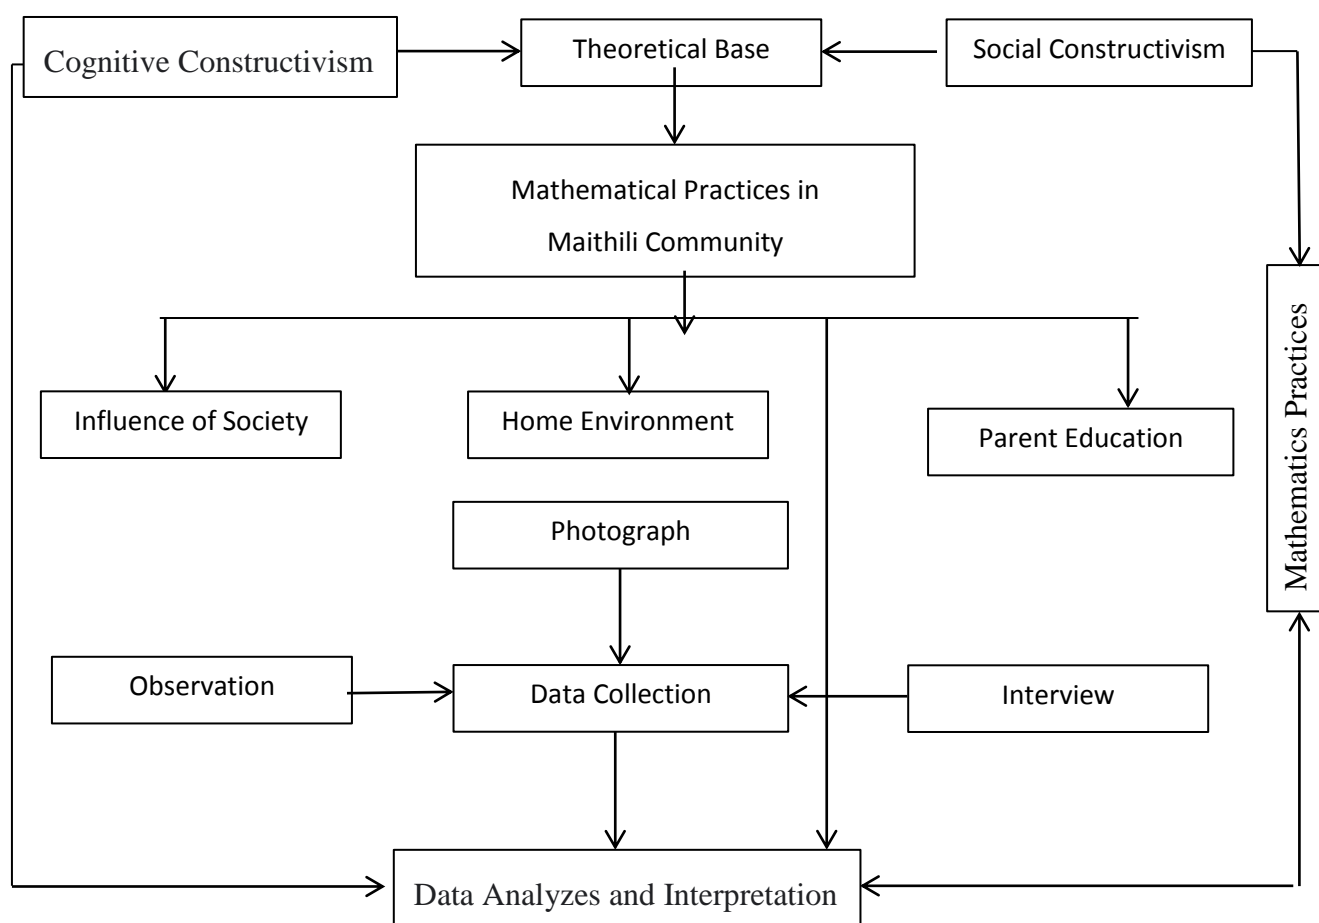 Cognitive Constructivism
Theoretical Base
Social Constructivism
Mathematical Practices in
Maithili Community
Mathematics Practices
Influence of Society
Home Environment
Parent Education
Photograph
Observation
Data Collection
Interview
Data Analyzes and Interpretation